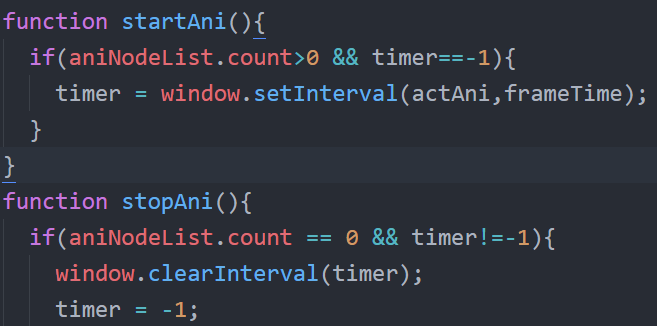 function startAni(){
  if(aniNodeList.count>0 && timer==-1){
    timer = window.setInterval(actAni,frameTime);
  }
}
function stopAni(){
  if(aniNodeList.count == 0 && timer!=-1){
    window.clearInterval(timer);
    timer = -1;